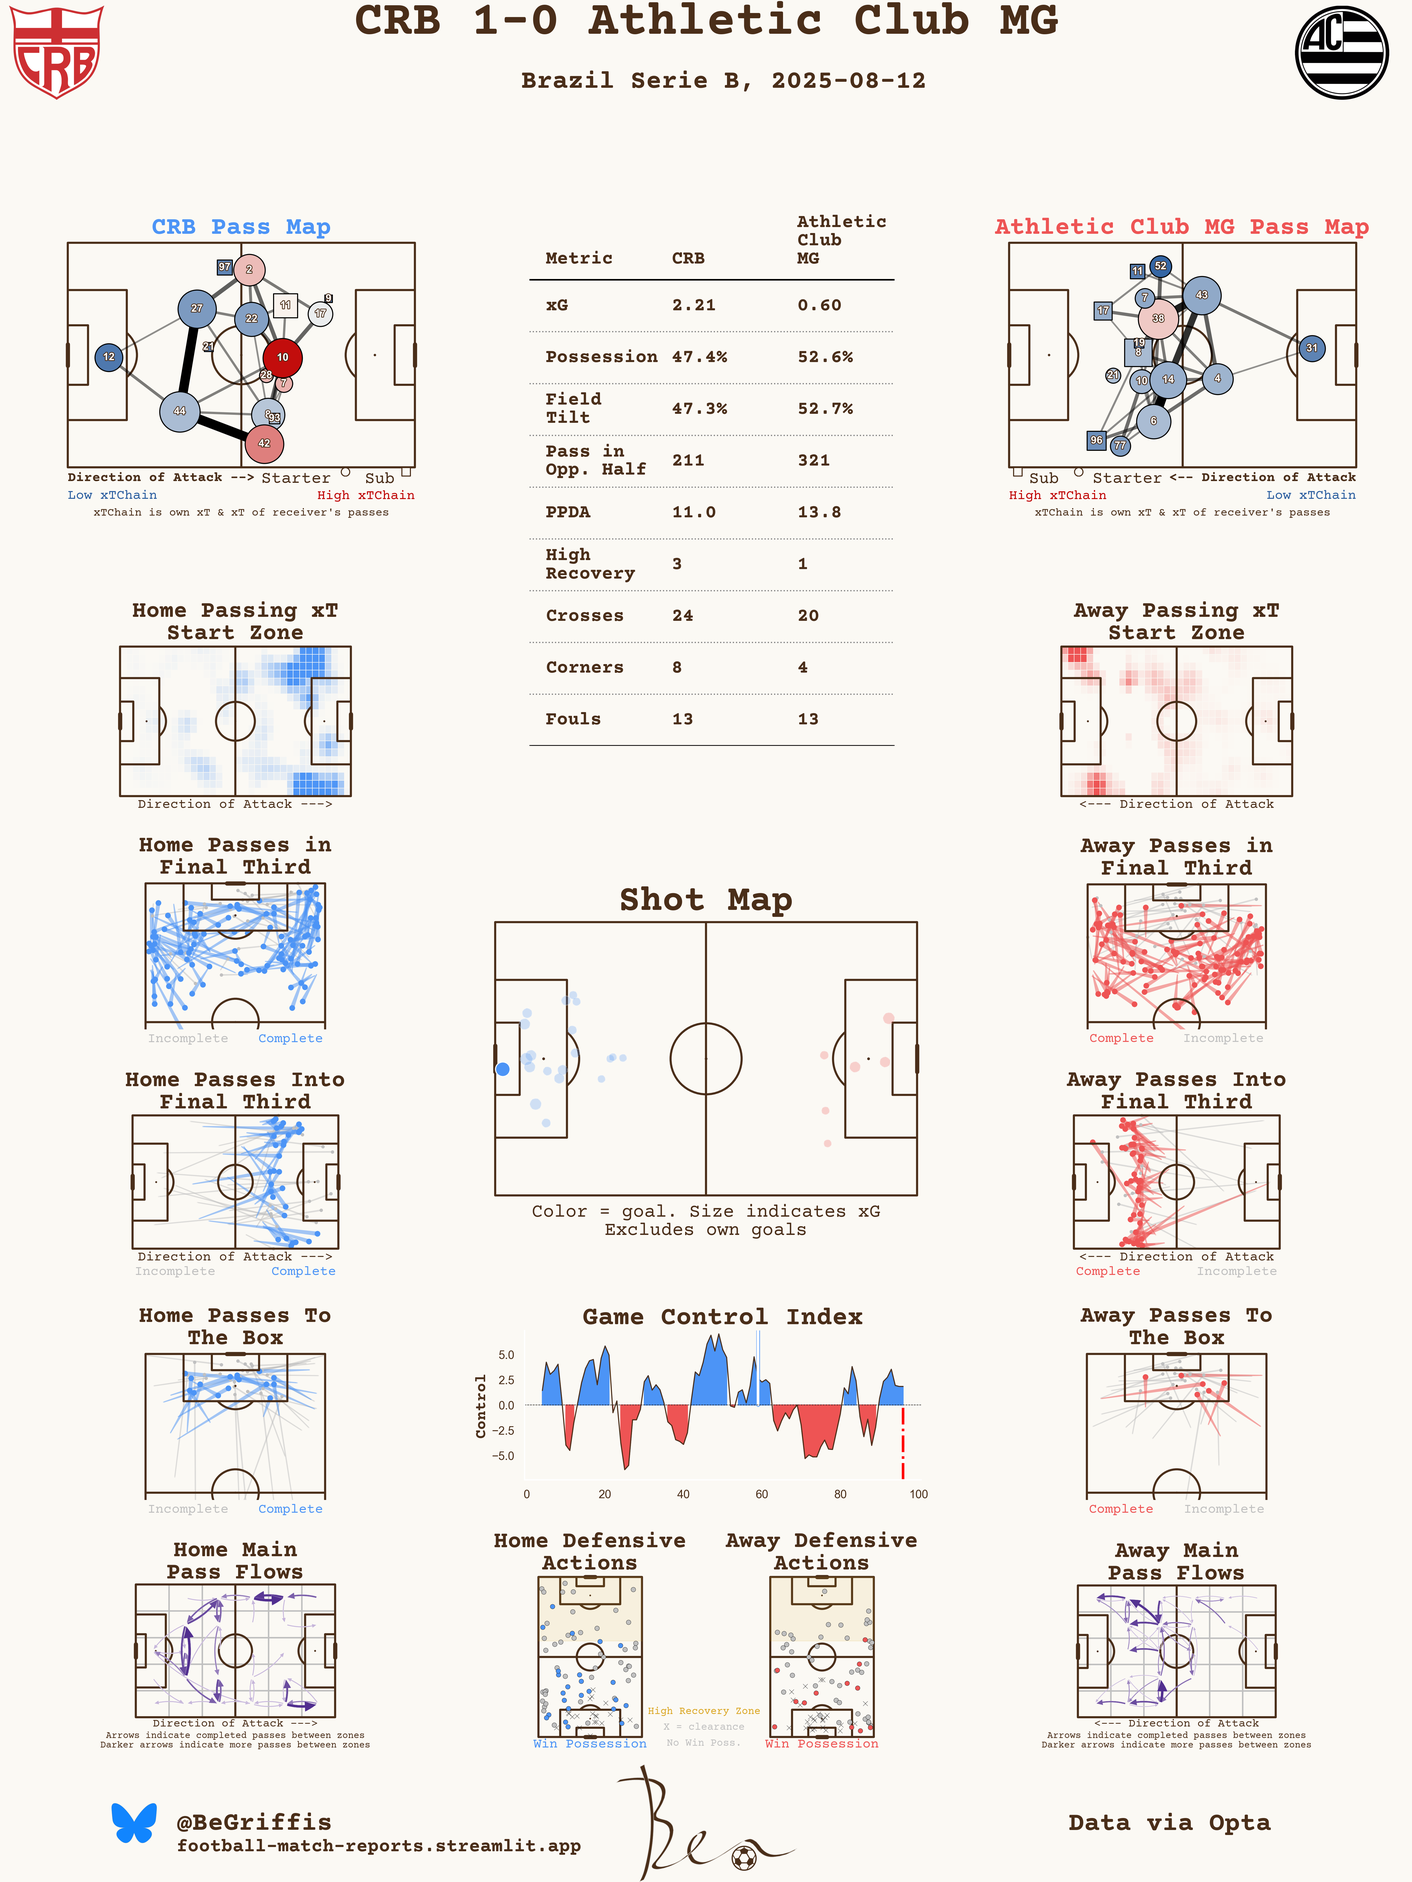 CRB 1-0 Athletic Club MG
Brazil Serie B, 2025-08-12
CRB
AC
CRB Pass Map
97
2
27
22
11
9
17
12
21
10
28
7
44
8
93
42
Direction of Attack --> Starter Sub
Low xTChain High xTChain
xTChain is own xT & xT of receiver's passes
Metric CRB Athletic Club MG
xG 2.21 0.60
Possession 47.4% 52.6%
Field Tilt 47.3% 52.7%
Pass in Opp. Half 211 321
PPDA 11.0 13.8
High Recovery 3 1
Crosses 24 20
Corners 8 4
Fouls 13 13
Athletic Club MG Pass Map
11
52
7
43
17
38
19
8
31
21
10
14
4
6
96
77
Sub Starter <-- Direction of Attack
High xTChain Low xTChain
xTChain is own xT & xT of receiver's passes
Home Passing xT
Start Zone
Direction of Attack --->
Away Passing xT
Start Zone
<--- Direction of Attack
Home Passes in
Final Third
Incomplete Complete
Away Passes in
Final Third
Complete Incomplete
Shot Map
Color = goal. Size indicates xG
Excludes own goals
Home Passes Into
Final Third
Direction of Attack --->
Incomplete Complete
Away Passes Into
Final Third
<--- Direction of Attack
Complete Incomplete
Home Passes To
The Box
Incomplete Complete
Game Control Index
Control
5.0
2.5
0.0
−2.5
−5.0
0 20 40 60 80 100
Away Passes To
The Box
Complete Incomplete
Home Main
Pass Flows
Direction of Attack --->
Arrows indicate completed passes between zones
Darker arrows indicate more passes between zones
Home Defensive
Actions
Win Possession
High Recovery Zone
X = clearance
No Win Poss.
Away Defensive
Actions
Win Possession
Away Main
Pass Flows
<--- Direction of Attack
Arrows indicate completed passes between zones
Darker arrows indicate more passes between zones
@BeGriffis
football-match-reports.streamlit.app
Ben
Data via Opta